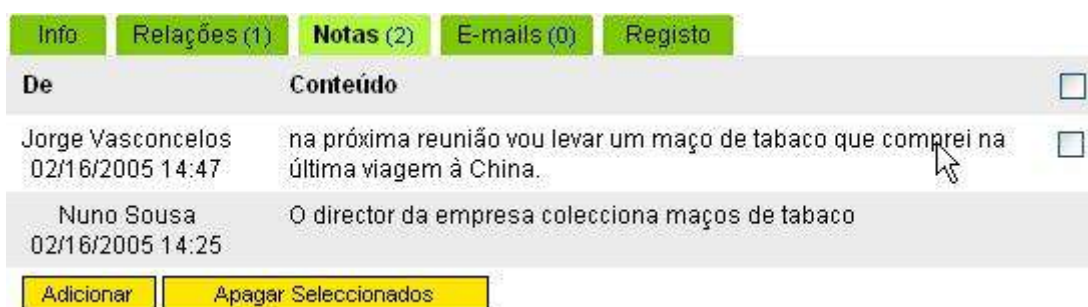 Info Relações (1) Notas (2) E-mails (0) Registo
De Conteúdo
Jorge Vasconcelos na próxima reunião vou levar um maço de tabaco que comprei na
02/16/2005 14:47 última viagem à China.
Nuno Sousa O director da empresa colecciona maços de tabaco
02/16/2005 14:25
Adicionar Apagar Seleccionados